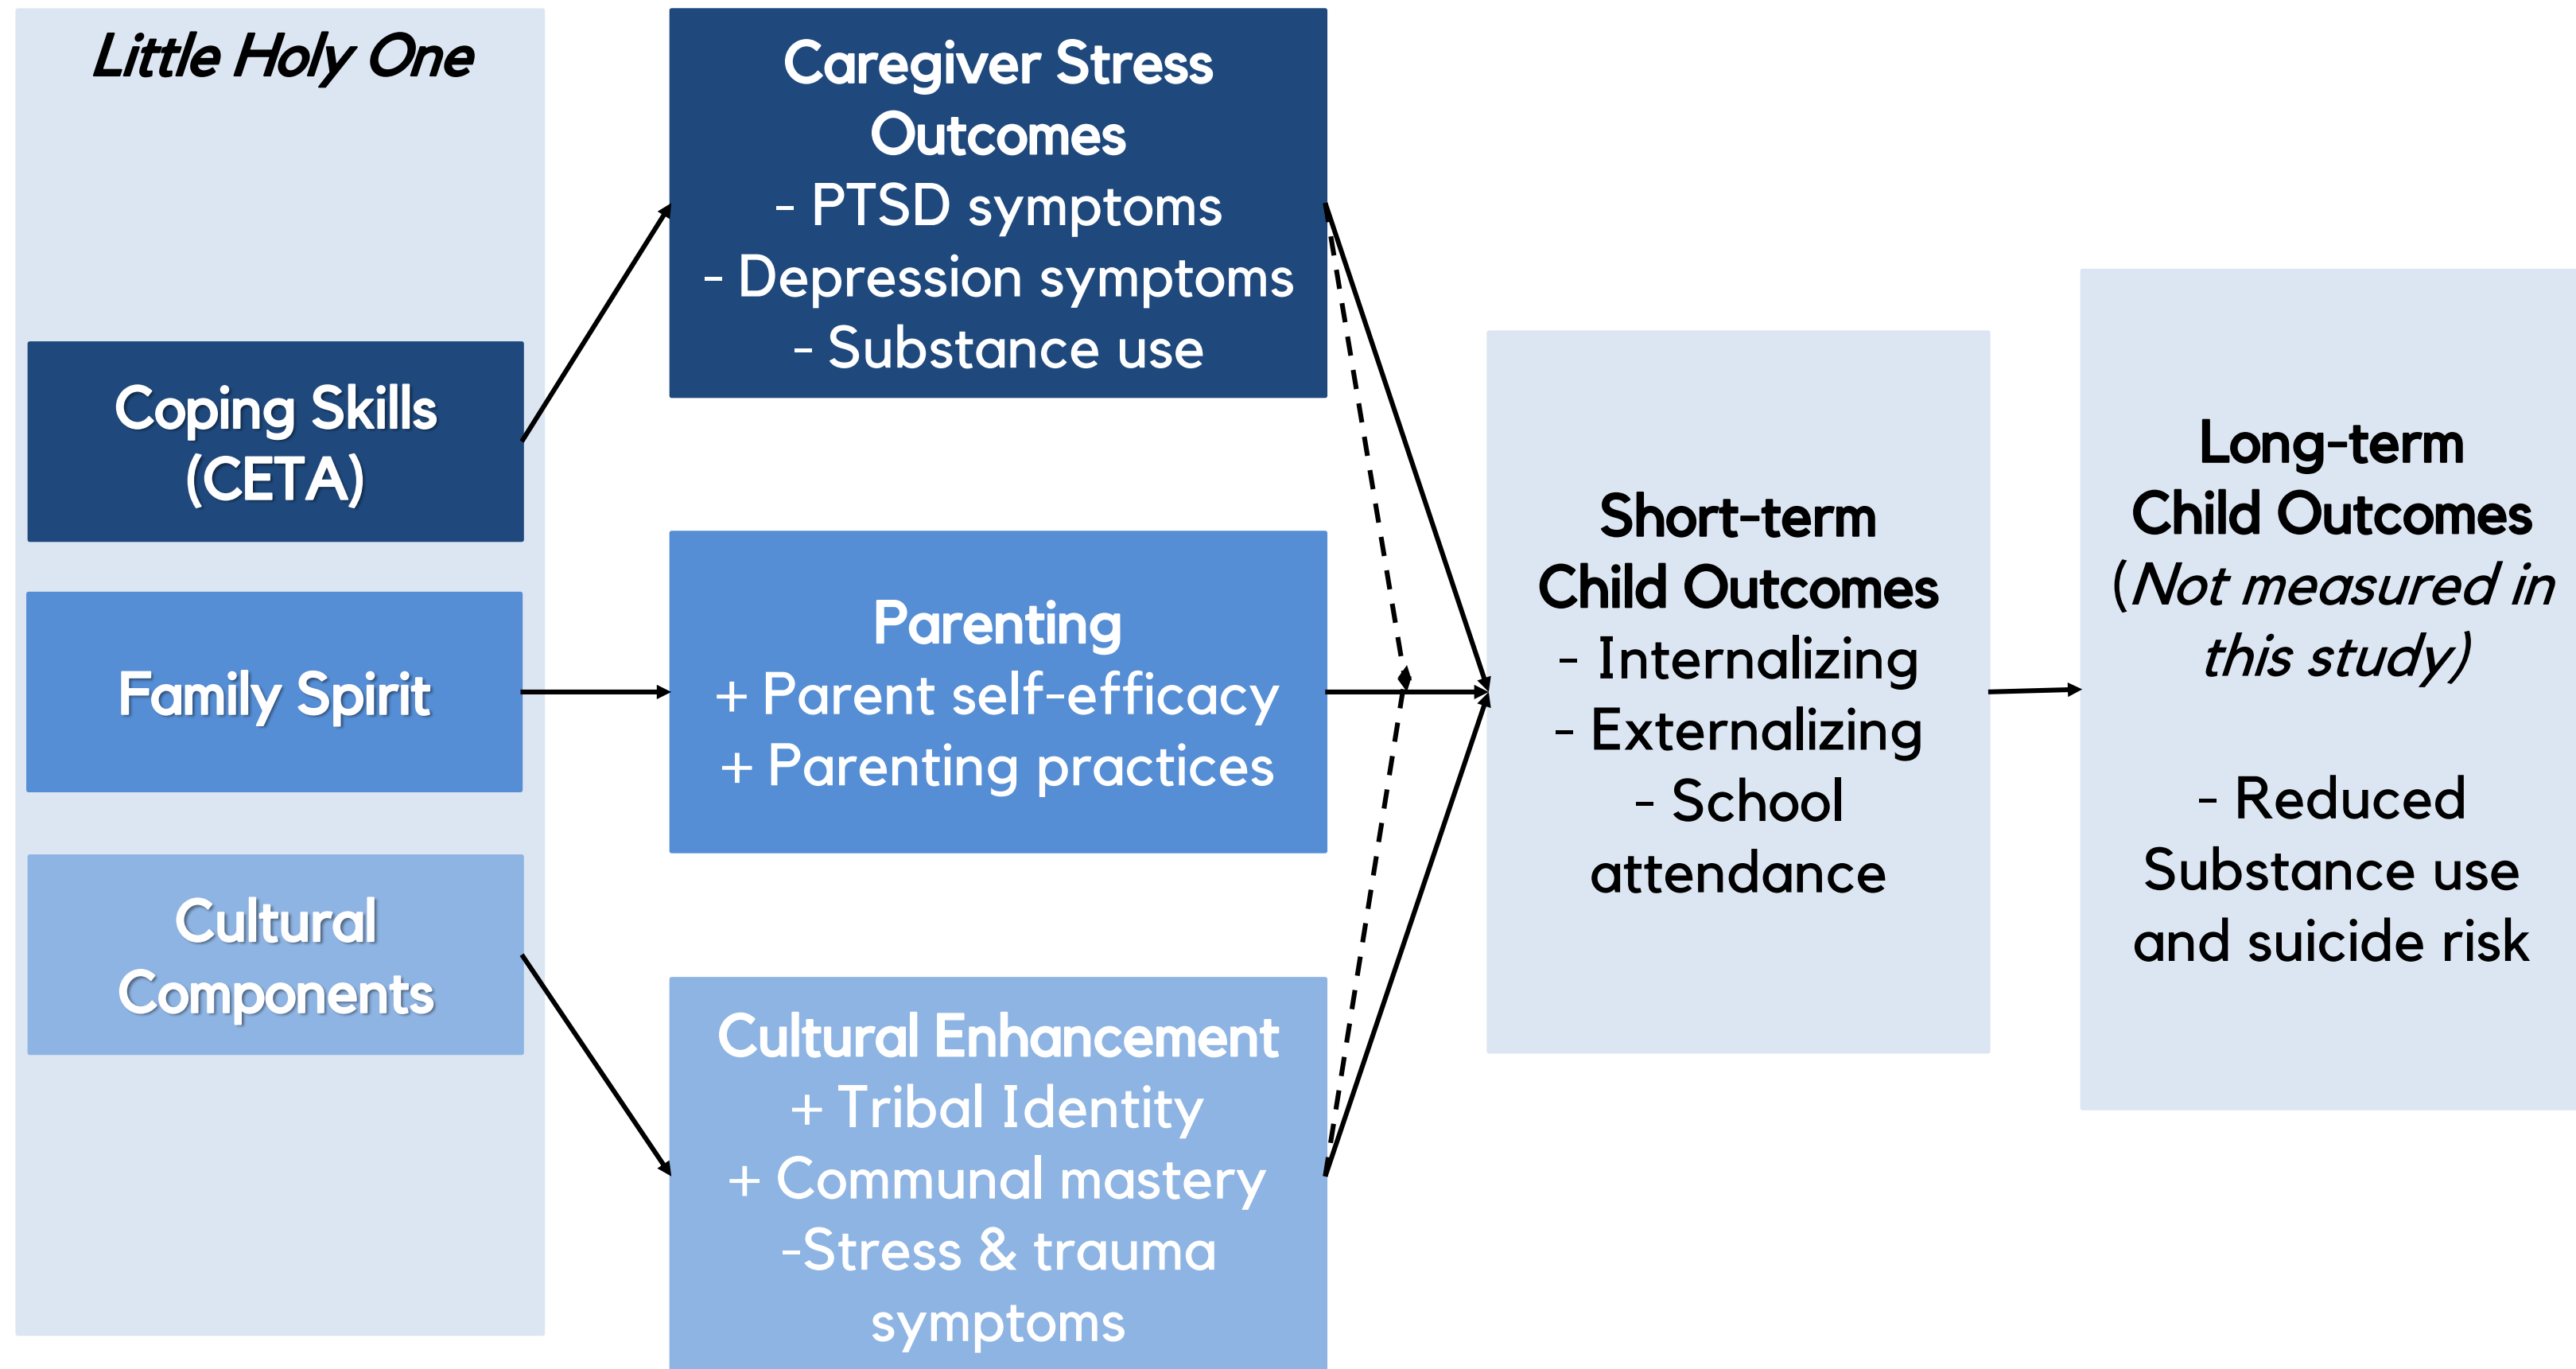 Little Holy One
Coping Skills
(CETA)
Family Spirit
Cultural
Components
Caregiver Stress
Outcomes
- PTSD symptoms
- Depression symptoms
- Substance use
Parenting
+ Parent self-efficacy
+ Parenting practices
Cultural Enhancement
+ Tribal Identity
+ Communal mastery
-Stress & trauma
symptoms
Short-term
Child Outcomes
- Internalizing
- Externalizing
- School
attendance
Long-term
Child Outcomes
(Not measured in
this study)
- Reduced
Substance use
and suicide risk